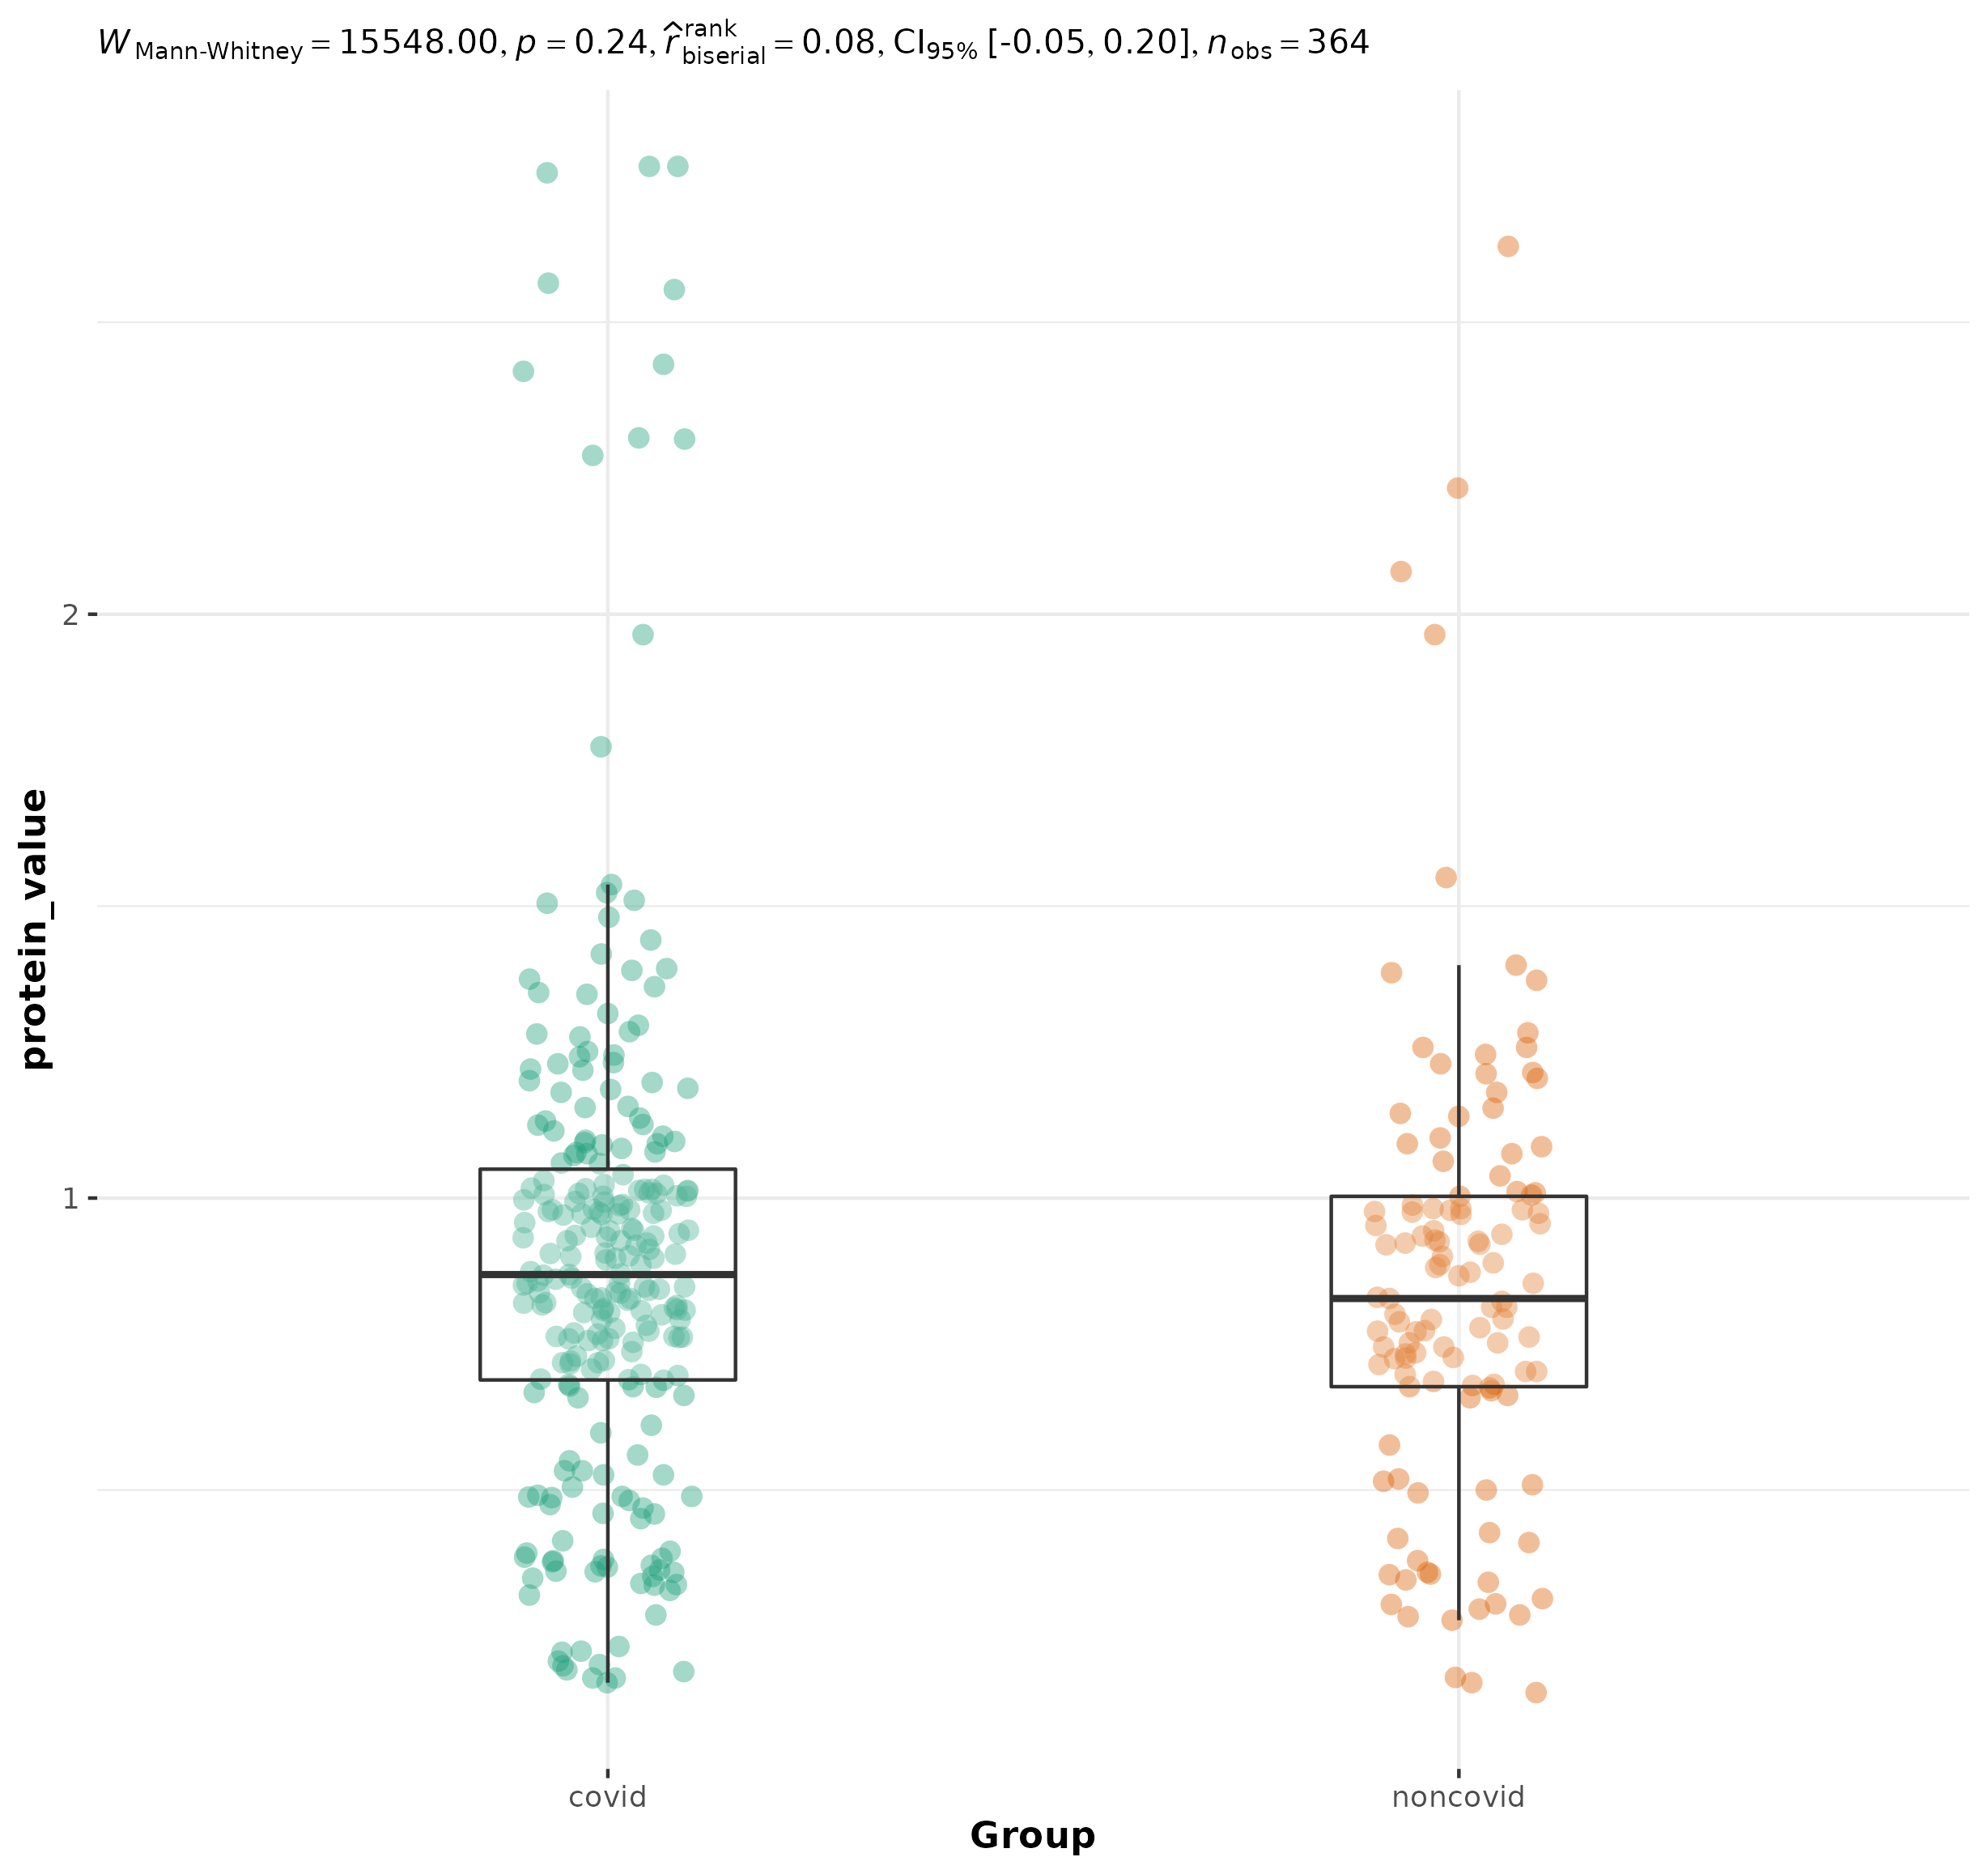 W Mann-Whitney = 15548.00, p = 0.24, r̂ rank biserial = 0.08, CI95% [-0.05, 0.20], nobs = 364
protein_value
2
1
covid noncovid
Group